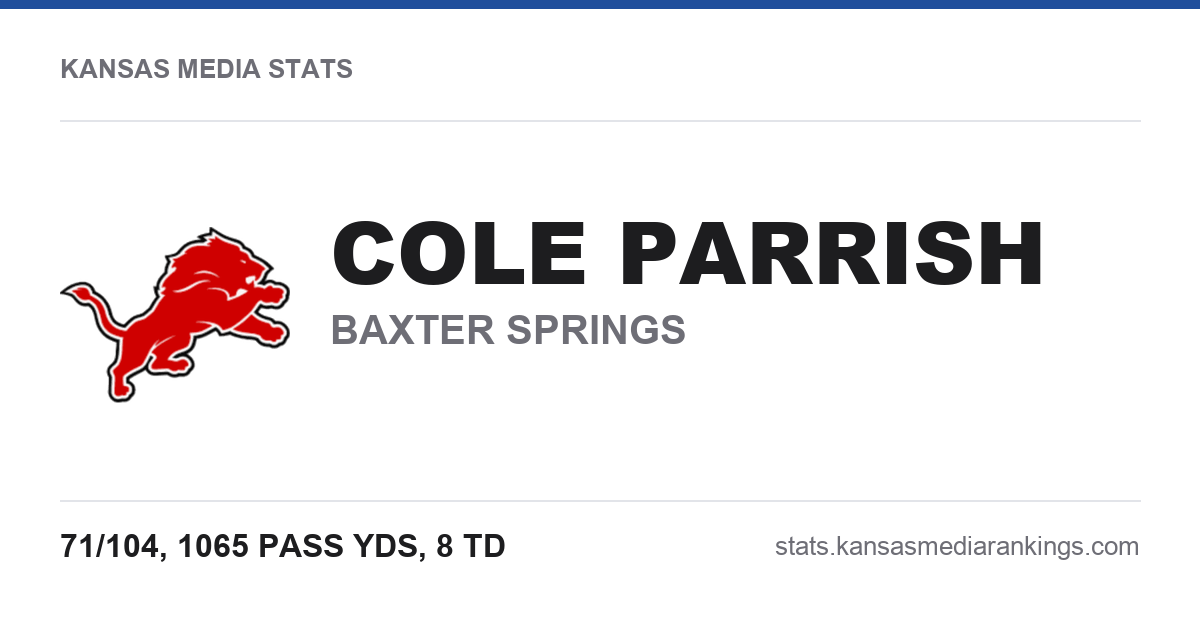 KANSAS MEDIA STATS
COLE PARRISH
BAXTER SPRINGS
71/104, 1065 PASS YDS, 8 TD
stats.kansasmediarankings.com